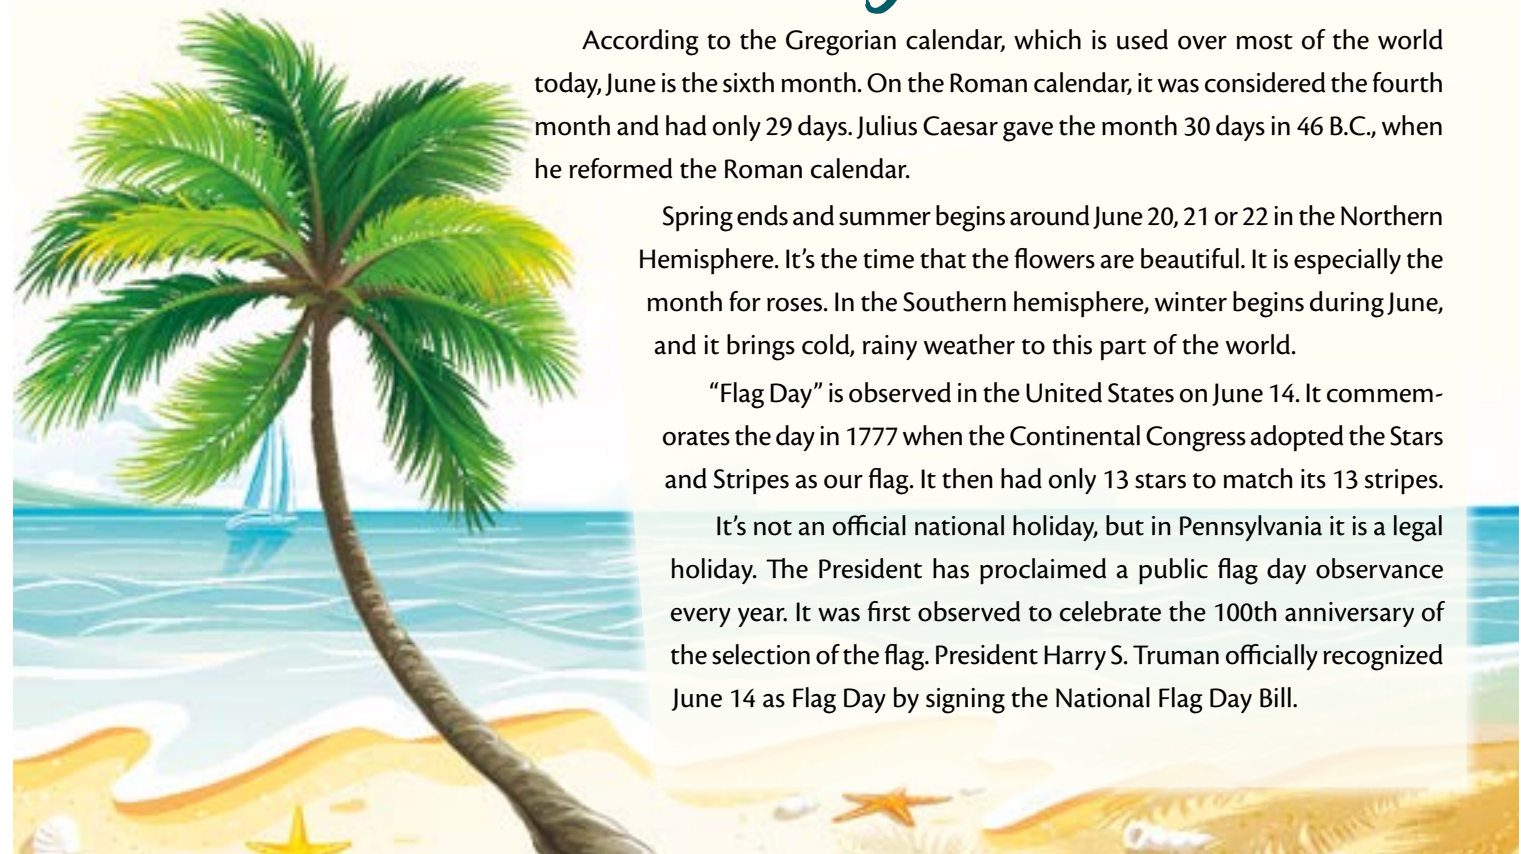 According to the Gregorian calendar, which is used over most of the world
today, June is the sixth month. On the Roman calendar, it was considered the fourth
month and had only 29 days. Julius Caesar gave the month 30 days in 46 B.C., when
he reformed the Roman calendar.
Spring ends and summer begins around June 20, 21 or 22 in the Northern
Hemisphere. It’s the time that the flowers are beautiful. It is especially the
month for roses. In the Southern hemisphere, winter begins during June,
and it brings cold, rainy weather to this part of the world.
“Flag Day” is observed in the United States on June 14. It commem-
orates the day in 1777 when the Continental Congress adopted the Stars
and Stripes as our flag. It then had only 13 stars to match its 13 stripes.
It’s not an official national holiday, but in Pennsylvania it is a legal
holiday. The President has proclaimed a public flag day observance
every year. It was first observed to celebrate the 100th anniversary of
the selection of the flag. President Harry S. Truman officially recognized
June 14 as Flag Day by signing the National Flag Day Bill.